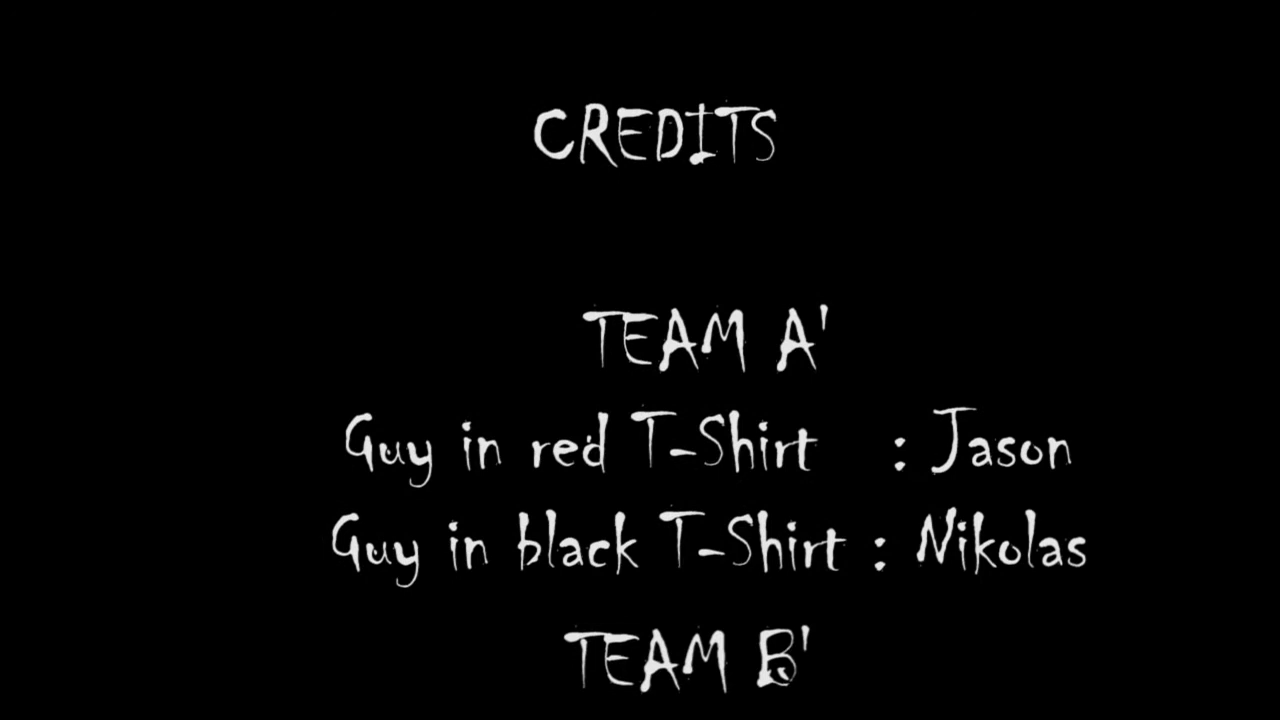 CREDITS
TEAM A'
Guy in red T-Shirt : Jason
Guy in black T-Shirt : Nikolas
TEAM B'